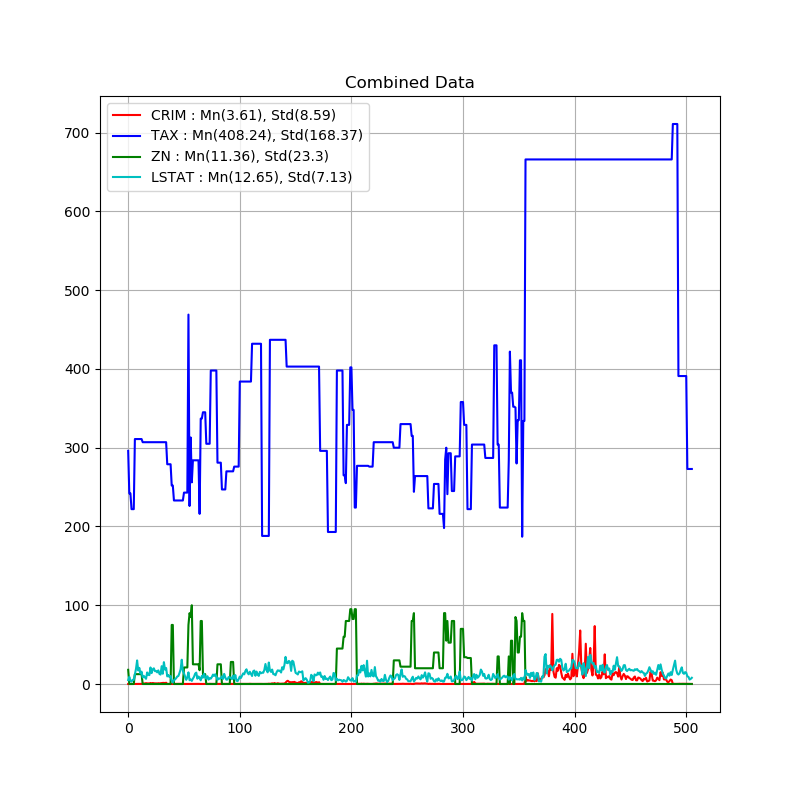 Combined Data
CRIM : Mn(3.61), Std(8.59)
TAX : Mn(408.24), Std(168.37)
ZN : Mn(11.36), Std(23.3)
LSTAT : Mn(12.65), Std(7.13)
700
600
500
400
300
200
100
0
0 100 200 300 400 500